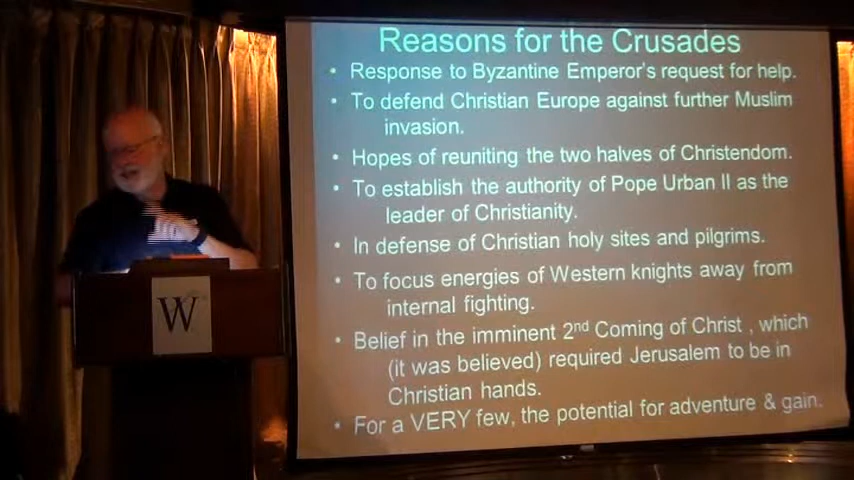 Reasons for the Crusades
• Response to Byzantine Emperor's request for help.
• To defend Christian Europe against further Muslim
invasion.
• Hopes of reuniting the two halves of Christendom.
• To establish the authority of Pope Urban II as the
leader of Christianity.
• In defense of Christian holy sites and pilgrims.
• To focus energies of Western knights away from
internal fighting.
• Belief in the imminent 2nd Coming of Christ , which
(it was believed) required Jerusalem to be in
Christian hands.
• For a VERY few, the potential for adventure & gain.
W